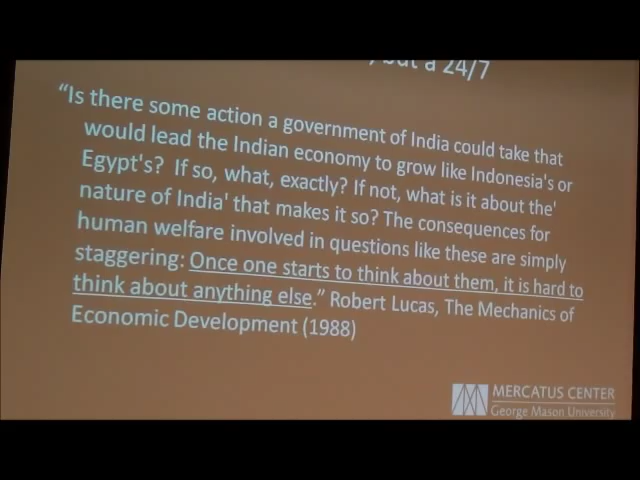 , but a 24/7
“Is there some action a government of India could take that
would lead the Indian economy to grow like Indonesia's or
Egypt's? If so, what, exactly? If not, what is it about the'
nature of India' that makes it so? The consequences for
human welfare involved in questions like these are simply
staggering: Once one starts to think about them, it is hard to
think about anything else.” Robert Lucas, The Mechanics of
Economic Development (1988)
MERCATUS CENTER
George Mason University